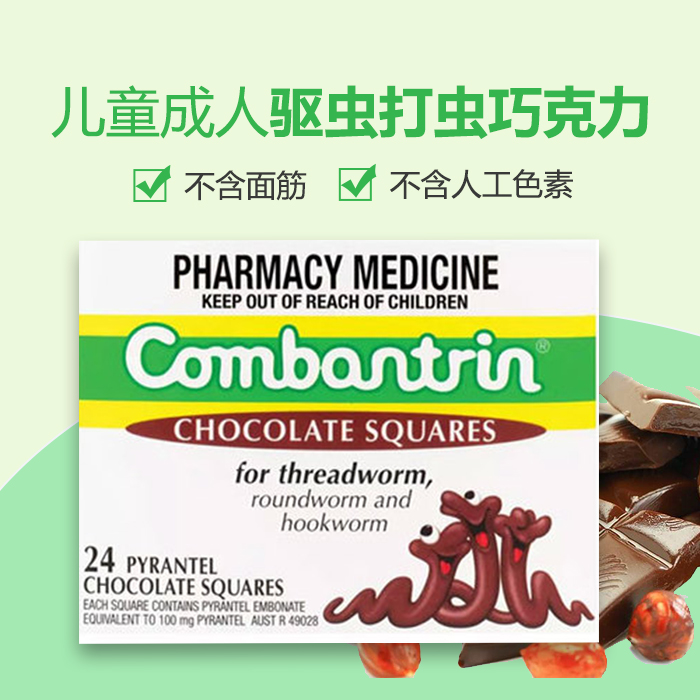 儿童成人驱虫打虫巧克力
不含面筋 不含人工色素
PHARMACY MEDICINE
KEEP OUT OF REACH OF CHILDREN
Combantrin®
CHOCOLATE SQUARES
for threadworm,
roundworm and
hookworm
24 PYRANTEL
CHOCOLATE SQUARES
EACH SQUARE CONTAINS PYRANTEL EMBONATE
EQUIVALENT TO 100 mg PYRANTEL AUST R 49028